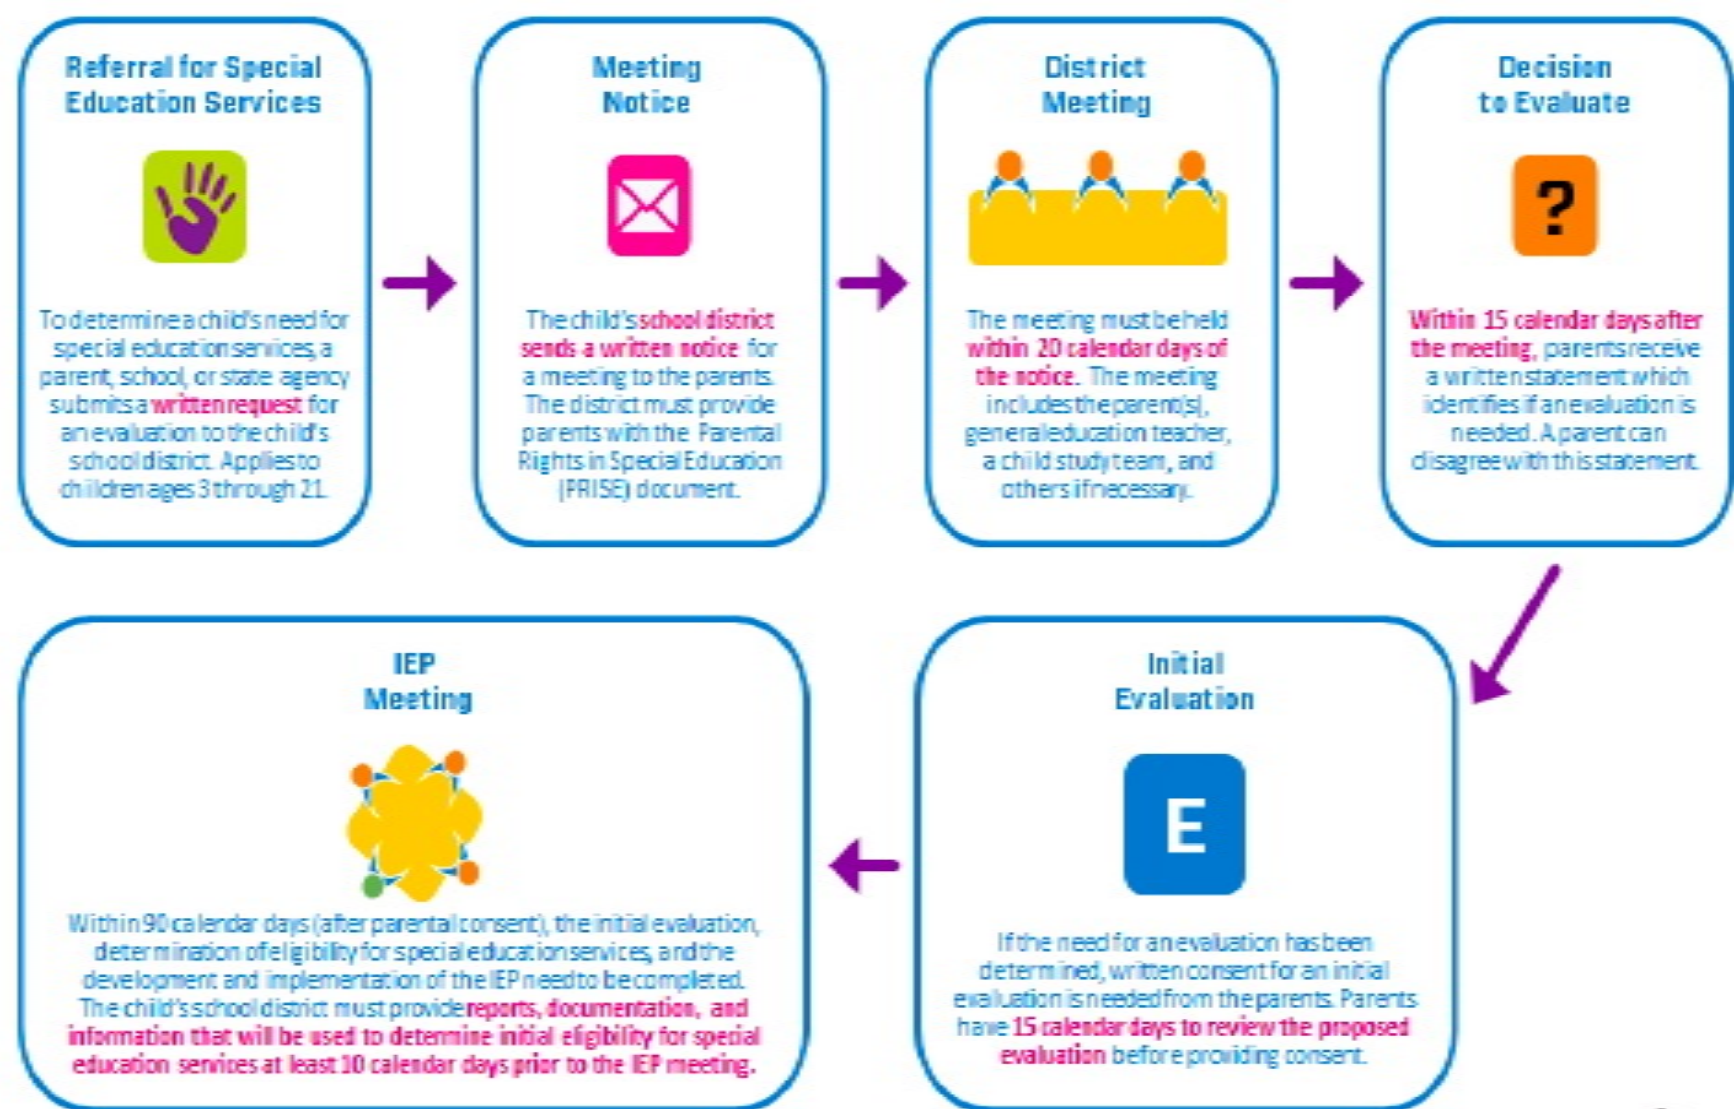 Referral for Special
Education Services
To determine a child's need for
special education services, a
parent, school, or state agency
submits a written request for
an evaluation to the child's
school district. Applies to
children ages 3 through 21.
Meeting
Notice
The child's school district
sends a written notice for
a meeting to the parents.
The district must provide
parents with the Parental
Rights in Special Education
(PRISE) document.
District
Meeting
The meeting must be held
within 20 calendar days of
the notice. The meeting
includes the parent(s),
general education teacher,
a child study team, and
others if necessary.
Decision
to Evaluate
?
Within 15 calendar days after
the meeting, parents receive
a written statement which
identifies if an evaluation is
needed. A parent can
disagree with this statement.
Initial
Evaluation
E
If the need for an evaluation has been
determined, written consent for an initial
evaluation is needed from the parents. Parents
have 15 calendar days to review the proposed
evaluation before providing consent.
IEP
Meeting
Within 90 calendar days (after parental consent), the initial evaluation,
determination of eligibility for special education services, and the
development and implementation of the IEP need to be completed.
The child's school district must provide reports, documentation, and
information that will be used to determine initial eligibility for special
education services at least 10 calendar days prior to the IEP meeting.